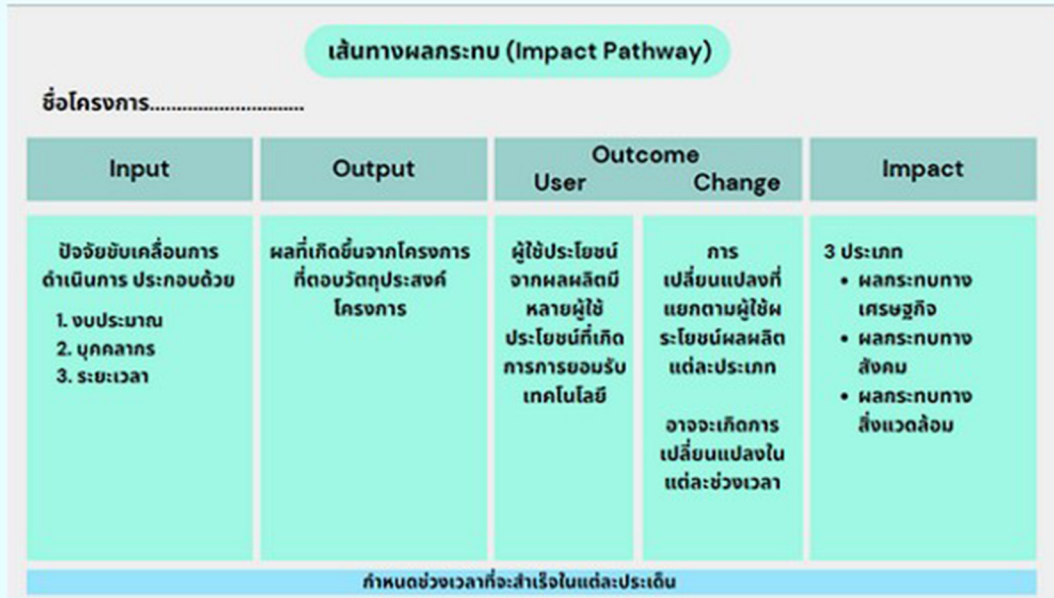 เส้นทางผลกระทบ (Impact Pathway)
ชื่อโครงการ..............................
Input
Output
Outcome
User Change
Impact
ปัจจัยขับเคลื่อนการ
ดำเนินการ ประกอบด้วย
1. งบประมาณ
2. บุคคลากร
3. ระยะเวลา
ผลที่เกิดขึ้นจากโครงการ
ที่ตอบวัตถุประสงค์
โครงการ
ผู้ใช้ประโยชน์
จากผลผลิตมี
หลายผู้ใช้
ประโยชน์ที่เกิด
การการยอมรับ
เทคโนโลยี
การ
เปลี่ยนแปลงที่
แยกตามผู้ใช้ผ
ระโยชน์ผลผลิต
แต่ละประเภท
อาจจะเกิดการ
เปลี่ยนแปลงใน
แต่ละช่วงเวลา
3 ประเภท
• ผลกระทบทาง
เศรษฐกิจ
• ผลกระทบทาง
สังคม
• ผลกระทบทาง
สิ่งแวดล้อม
กำหนดช่วงเวลาที่จะสำเร็จในแต่ละประเด็น